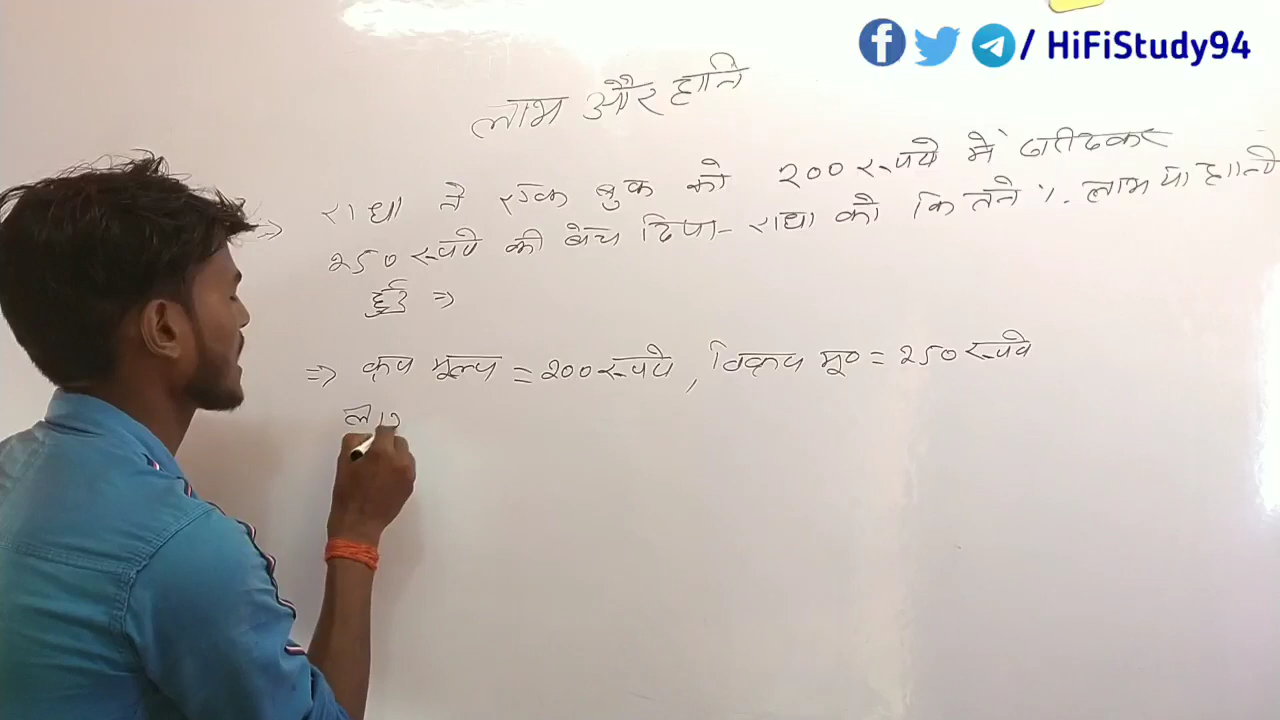 / HiFiStudy94
लाभ और हानि
⇒ राधा ने एक बुक को 200 रूपये में खरीदकर
250 रूपये की बेच दिया- राधा को कितने %. लाभ या हानि
हुई ⇒
⇒ क्रय मूल्य = 200 रूपये, विक्रय मू० = 250 रूपये